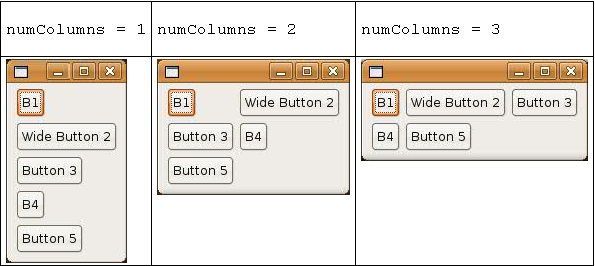 numColumns = 1
B1
Wide Button 2
Button 3
B4
Button 5
numColumns = 2
B1 Wide Button 2
Button 3 B4
Button 5
numColumns = 3
B1 Wide Button 2 Button 3
B4 Button 5